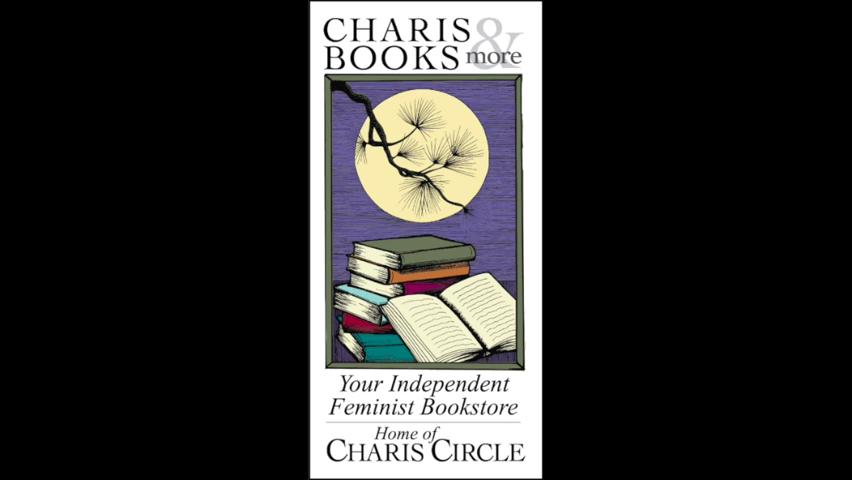 CHARIS &
BOOKS more
Your Independent
Feminist Bookstore
Home of
CHARIS CIRCLE